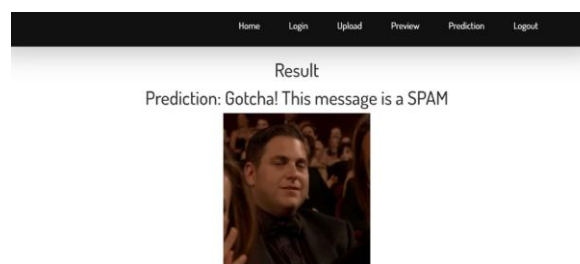 Home Login Upload Preview Prediction Logout
Result
Prediction: Gotcha! This message is a SPAM